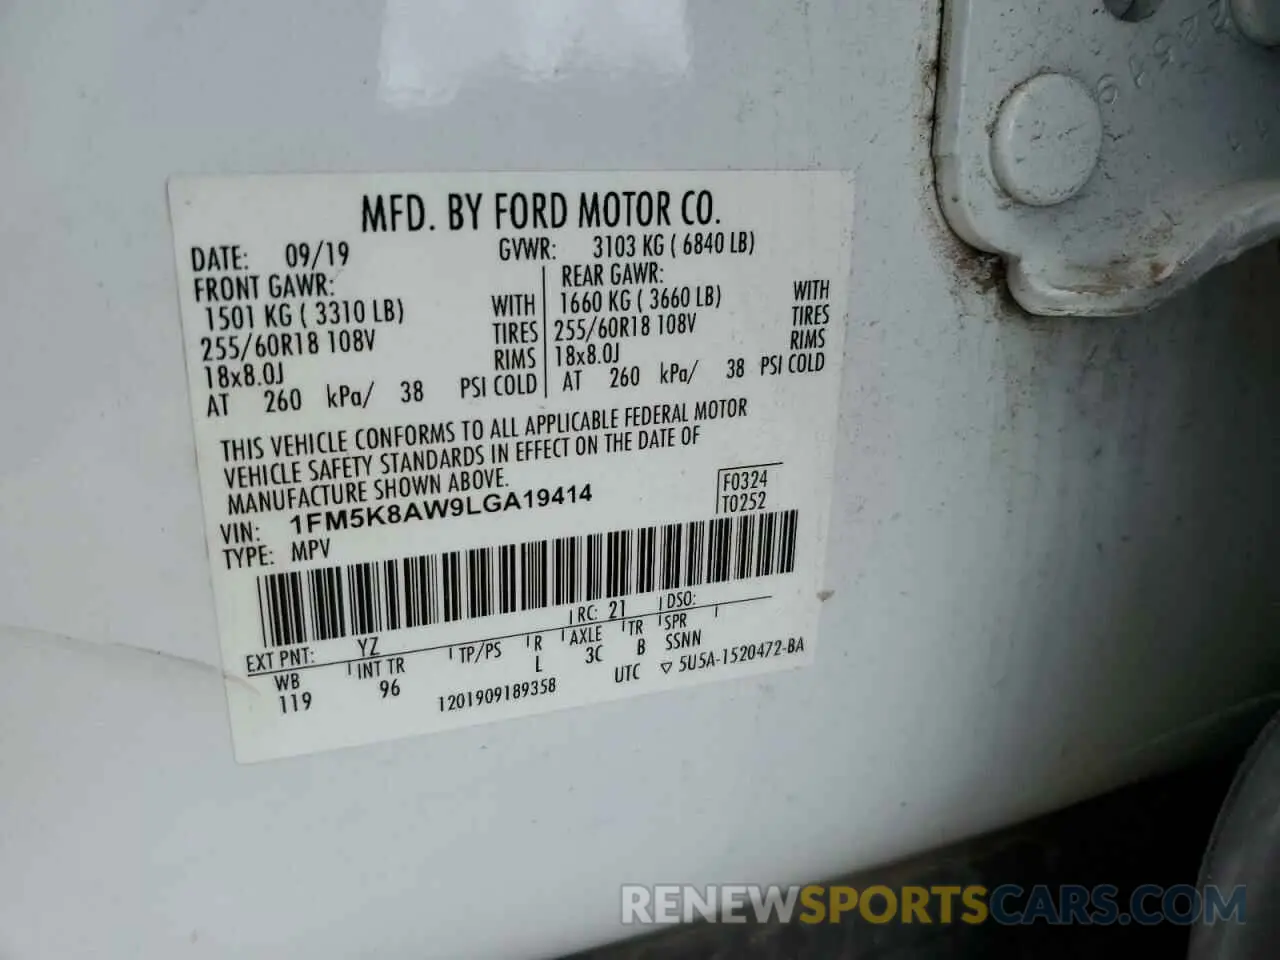 MFD. BY FORD MOTOR CO.
DATE: 09/19 GVWR: 3103 KG ( 6840 LB)
FRONT GAWR: REAR GAWR:
1501 KG ( 3310 LB) WITH 1660 KG ( 3660 LB) WITH
255/60R18 108V TIRES 255/60R18 108V TIRES
18x8.0J RIMS 18x8.0J RIMS
AT 260 kPa/ 38 PSI COLD AT 260 kPa/ 38 PSI COLD
THIS VEHICLE CONFORMS TO ALL APPLICABLE FEDERAL MOTOR
VEHICLE SAFETY STANDARDS IN EFFECT ON THE DATE OF
MANUFACTURE SHOWN ABOVE.
VIN: 1FM5K8AW9LGA19414 F0324
TYPE: MPV T0252
EXT PNT: YZ RC: 21 DSO:
WB INT TR TP/PS R AXLE TR SPR
119 96 L 3C B SSNN
1201909189358 UTC ▽ 5U5A-1520472-BA
RENEWSPORTSCARS.COM